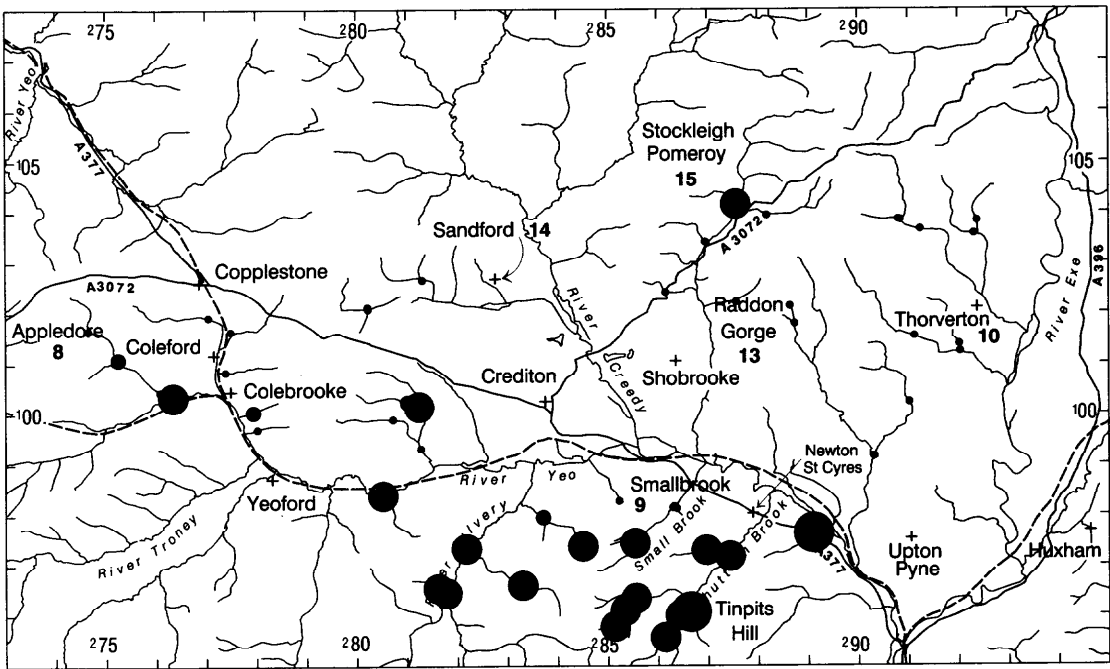 275
280
285
290
River Yeo
A377
105
Stockleigh
Pomeroy
15
105
A3072
Sandford 14
Copplestone
A3072
River Exe
A396
River
Creedy
Raddon
Gorge
13
Thorverton
10
Appledore
8
Coleford
Colebrooke
Crediton
Shobrooke
100
100
Newton
St Cyres
River Yeo
Smallbrook
9
Yeoford
River Troney
Small Brook
Brook
A377
Upton
Pyne
Huxham
Tinpits
Hill
275
280
285
290